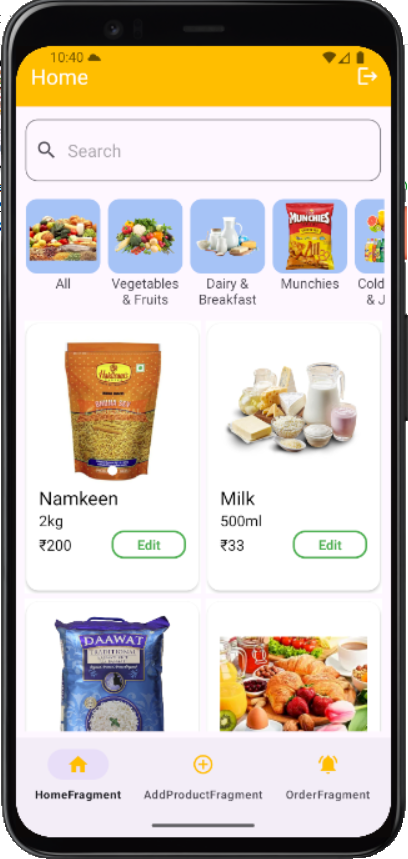 10:40
Home
Search
MUNCHIES
All
Vegetables
& Fruits
Dairy &
Breakfast
Munchies
Cold
& J
Haldiram's
Namkeen
2kg
₹200
Edit
Milk
500ml
₹33
Edit
DAAWAT
TRADITIONAL
HomeFragment
AddProductFragment
OrderFragment